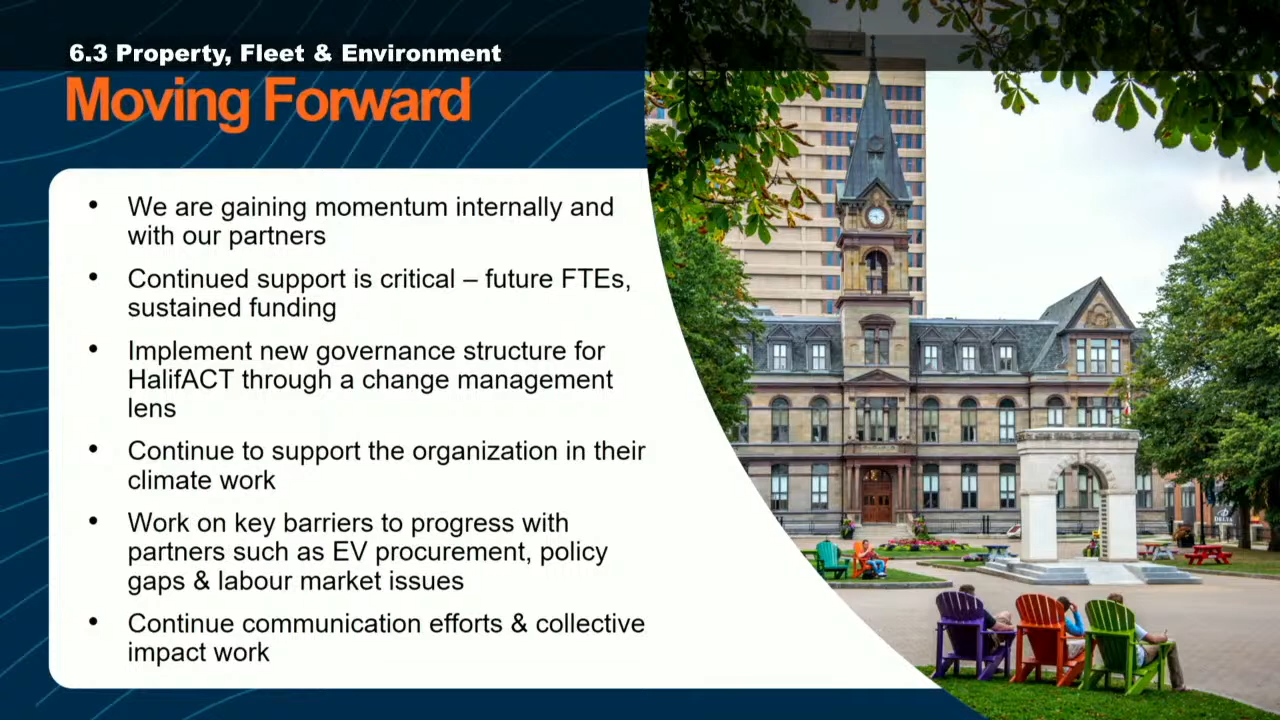 6.3 Property, Fleet & Environment
Moving Forward
• We are gaining momentum internally and
with our partners
• Continued support is critical – future FTEs,
sustained funding
• Implement new governance structure for
HalifACT through a change management
lens
• Continue to support the organization in their
climate work
• Work on key barriers to progress with
partners such as EV procurement, policy
gaps & labour market issues
• Continue communication efforts & collective
impact work
DELTA